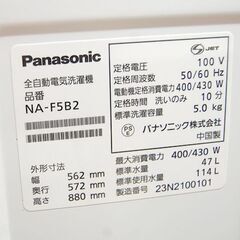 Panasonic
全自動電気洗濯機
品番
NA-F5B2
外形寸法
幅 562 mm
奥行 572 mm
高さ 880 mm
S JET
定格電圧 100 V
定格周波数 50/60 Hz
電動機定格消費電力 400/430 W
定格時間 洗いのみ 10 分
標準洗濯容量 5.0 kg
PS E
パナソニック株式会社
中国製
最大消費電力 400/430 W
標準水量 47 L
標準使用水量 114 L
製造番号 23N2100101